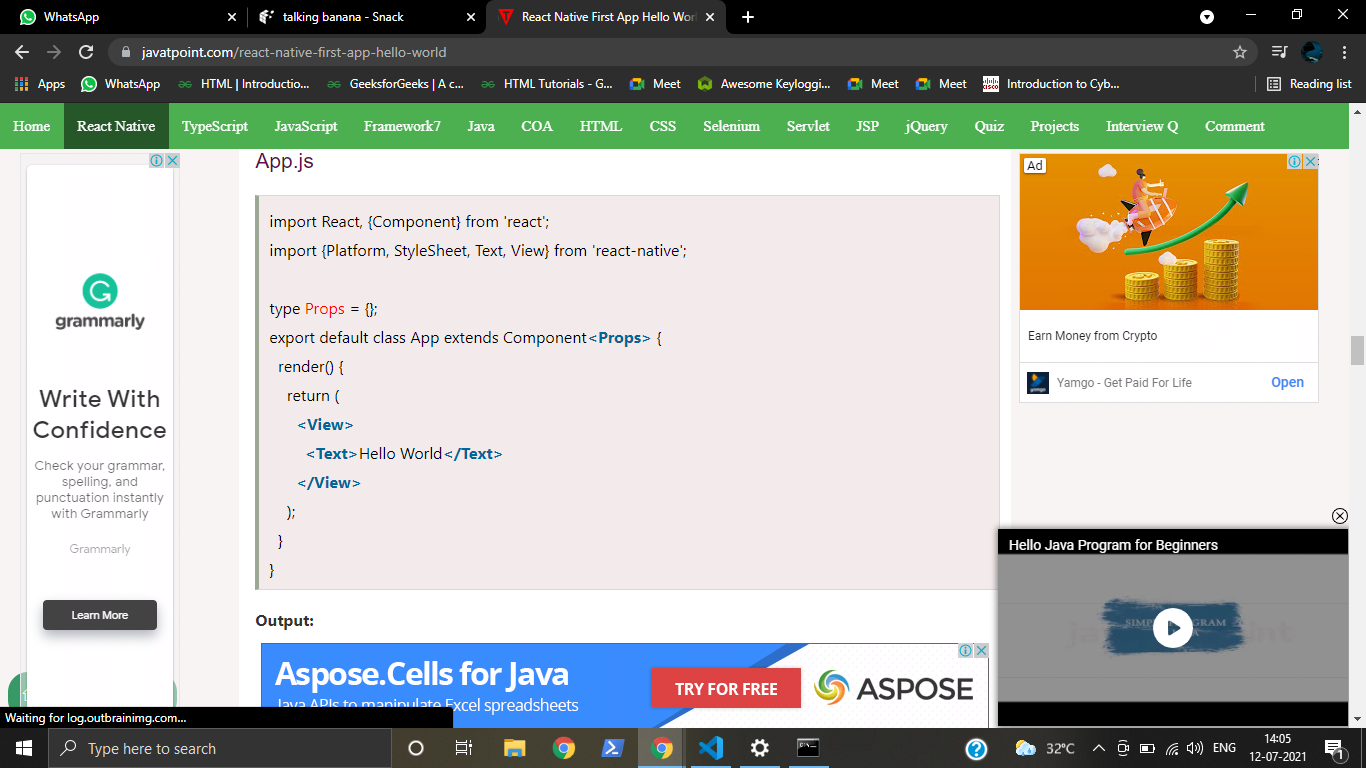 WhatsApp
talking banana - Snack
React Native First App Hello Worl
javatpoint.com/react-native-first-app-hello-world
Apps
WhatsApp
HTML | Introductio...
GeeksforGeeks | A c...
HTML Tutorials - G...
Meet
Awesome Keyloggi...
Meet
Meet
Introduction to Cyb...
Reading list
Home
React Native
TypeScript
JavaScript
Framework7
Java
COA
HTML
CSS
Selenium
Servlet
JSP
jQuery
Quiz
Projects
Interview Q
Comment
grammarly
Write With
Confidence
Check your grammar,
spelling, and
punctuation instantly
with Grammarly
Grammarly
Learn More
App.js
import React, {Component} from 'react';
import {Platform, StyleSheet, Text, View} from 'react-native';
type Props = {};
export default class App extends Component<Props> {
render() {
return (
<View>
<Text>Hello World</Text>
</View>
);
}
}
Output:
Aspose.Cells for Java
Java APIs to manipulate Excel spreadsheets
TRY FOR FREE
ASPOSE
Ad
Earn Money from Crypto
Yamgo - Get Paid For Life
Open
Hello Java Program for Beginners
Waiting for log.outbrainimg.com...
Type here to search
32°C
ENG
14:05
12-07-2021
1